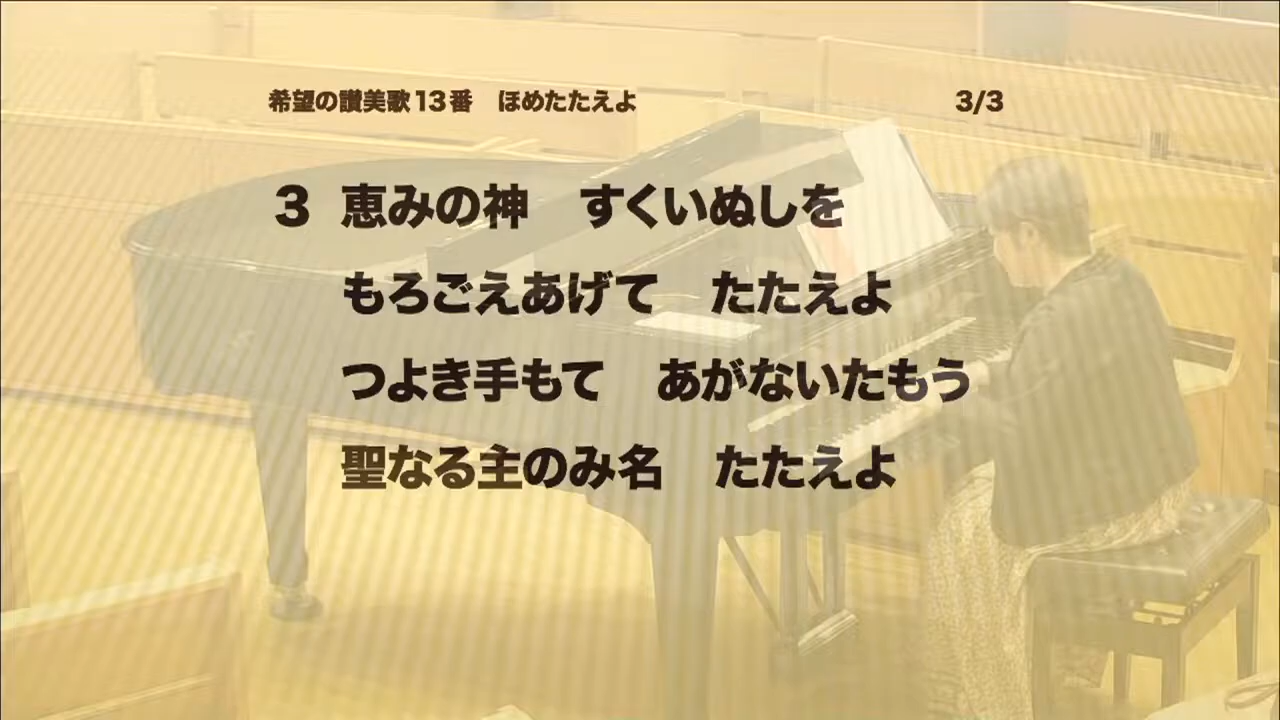 希望の讃美歌13番　ほめたたえよ　3/3
3 恵みの神　すくいぬしを
もろごえあげて　たたえよ
つよき手もて　あがないたもう
聖なる主のみ名　たたえよ